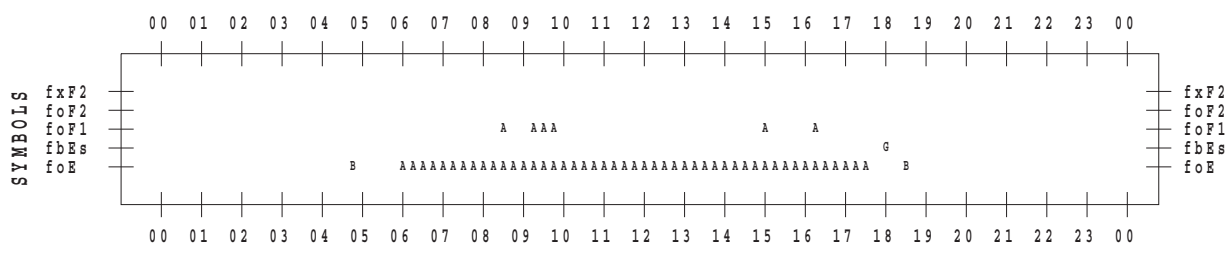 00 01 02 03 04 05 06 07 08 09 10 11 12 13 14 15 16 17 18 19 20 21 22 23 00
SYMBOLS
fxF2 fxF2
foF2 foF2
foF1 A A A A A A foF1
fbEs G fbEs
foE B A A A A A A A A A A A A A A A A A A A A A A A A A A A A A A A A A A A A A A A A A A A A A A A B foE
00 01 02 03 04 05 06 07 08 09 10 11 12 13 14 15 16 17 18 19 20 21 22 23 00